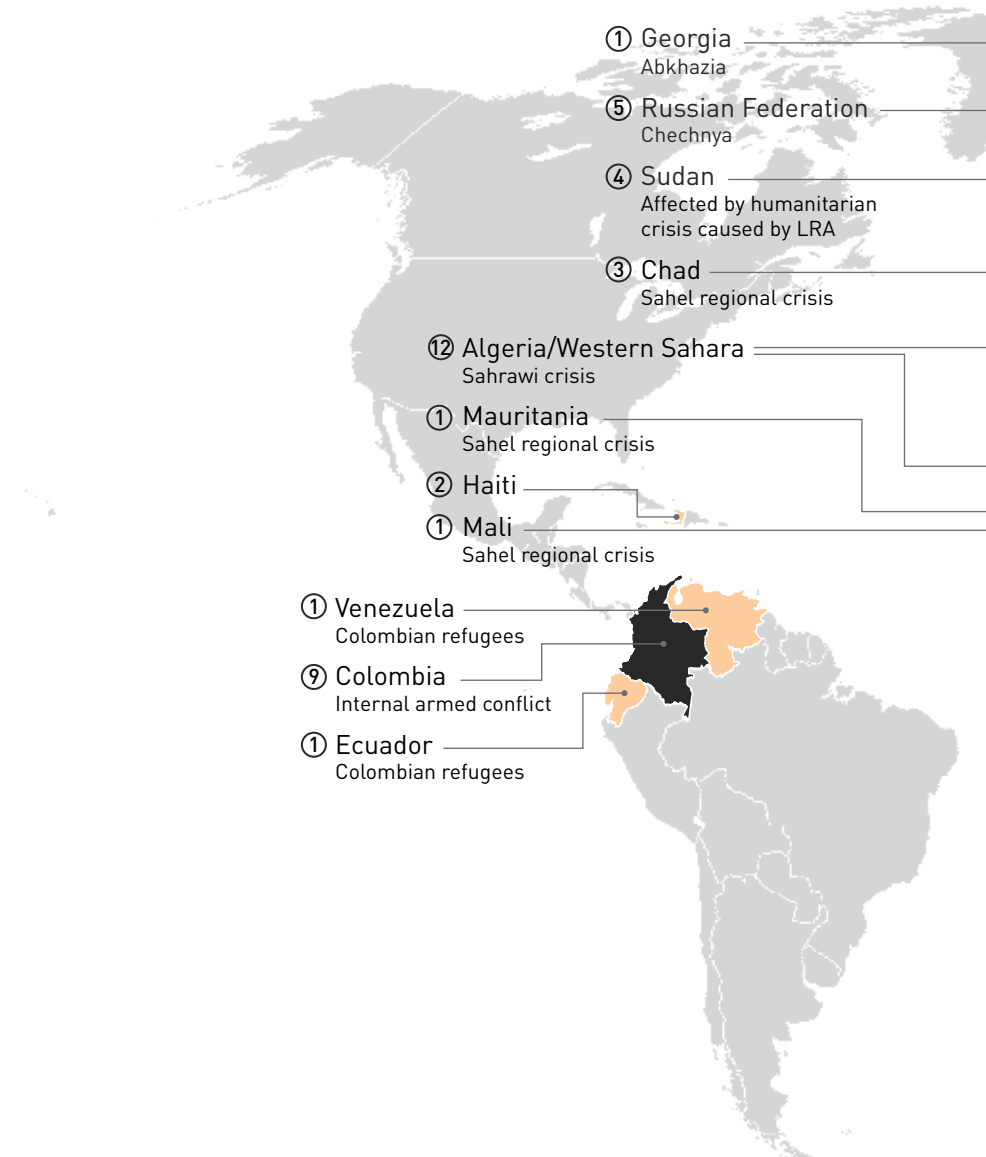 ① Georgia
Abkhazia
⑤ Russian Federation
Chechnya
④ Sudan
Affected by humanitarian
crisis caused by LRA
③ Chad
Sahel regional crisis
⑫ Algeria/Western Sahara
Sahrawi crisis
① Mauritania
Sahel regional crisis
② Haiti
① Mali
Sahel regional crisis
① Venezuela
Colombian refugees
⑨ Colombia
Internal armed conflict
① Ecuador
Colombian refugees